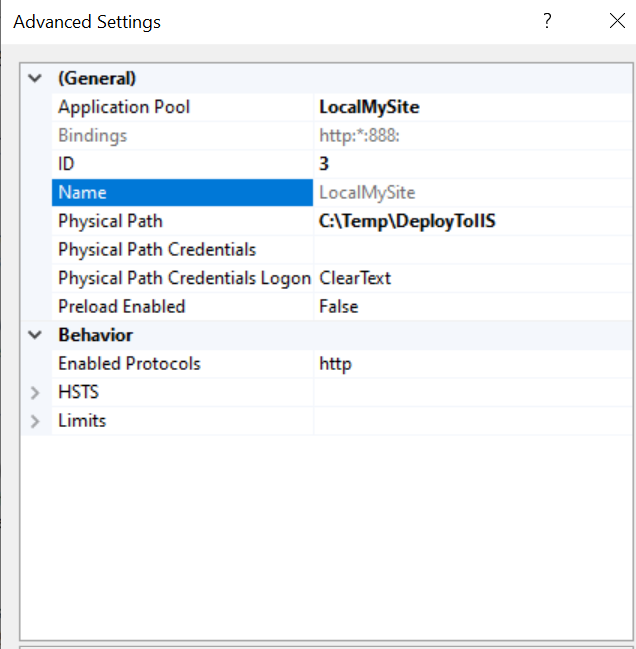 Advanced Settings ?
(General)
Application Pool LocalMySite
Bindings http:*:888:
ID 3
Name LocalMySite
Physical Path C:\Temp\DeployToIIS
Physical Path Credentials
Physical Path Credentials Logon ClearText
Preload Enabled False
Behavior
Enabled Protocols http
HSTS
Limits